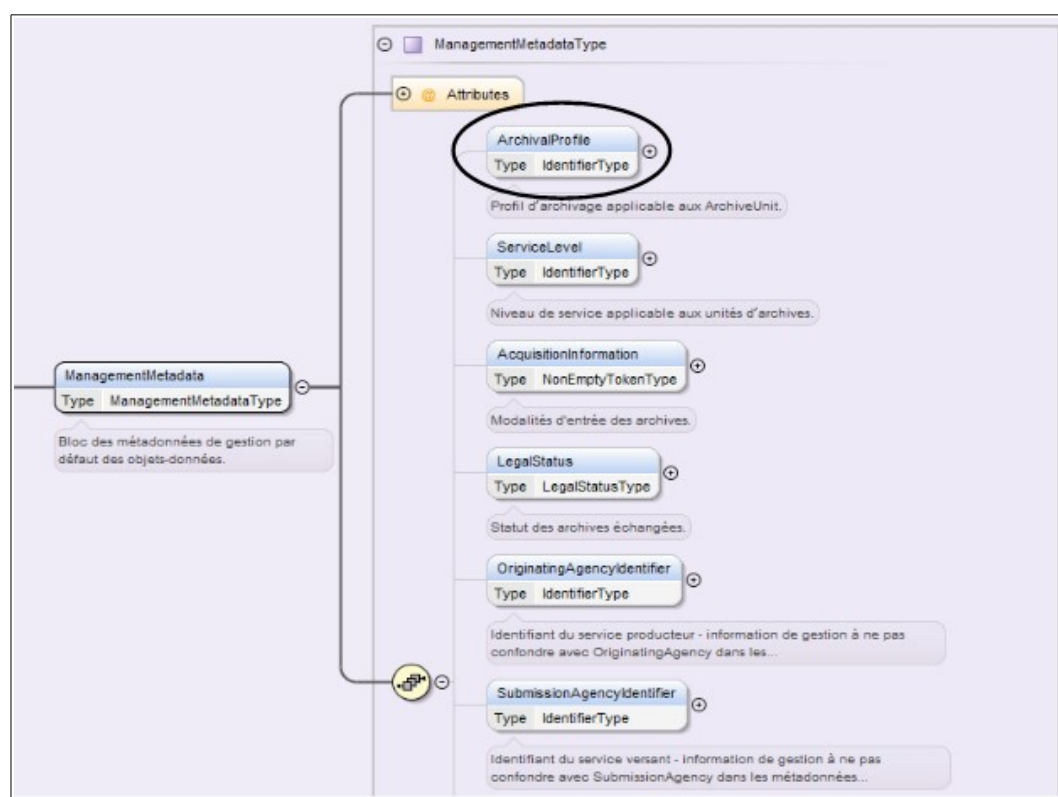 ManagementMetadataType
Attributes
ArchivalProfile
Type IdentifierType
Profil d'archivage applicable aux ArchiveUnit.
ServiceLevel
Type IdentifierType
Niveau de service applicable aux unités d'archives.
AcquisitionInformation
Type NonEmptyTokenType
Modalités d'entrée des archives.
ManagementMetadata
Type ManagementMetadataType
Bloc des métadonnées de gestion par
défaut des objets-données.
LegalStatus
Type LegalStatusType
Statut des archives échangées.
OriginatingAgencyIdentifier
Type IdentifierType
Identifiant du service producteur - information de gestion à ne pas
confondre avec OriginatingAgency dans les...
SubmissionAgencyIdentifier
Type IdentifierType
Identifiant du service versant - information de gestion à ne pas
confondre avec SubmissionAgency dans les métadonnées...